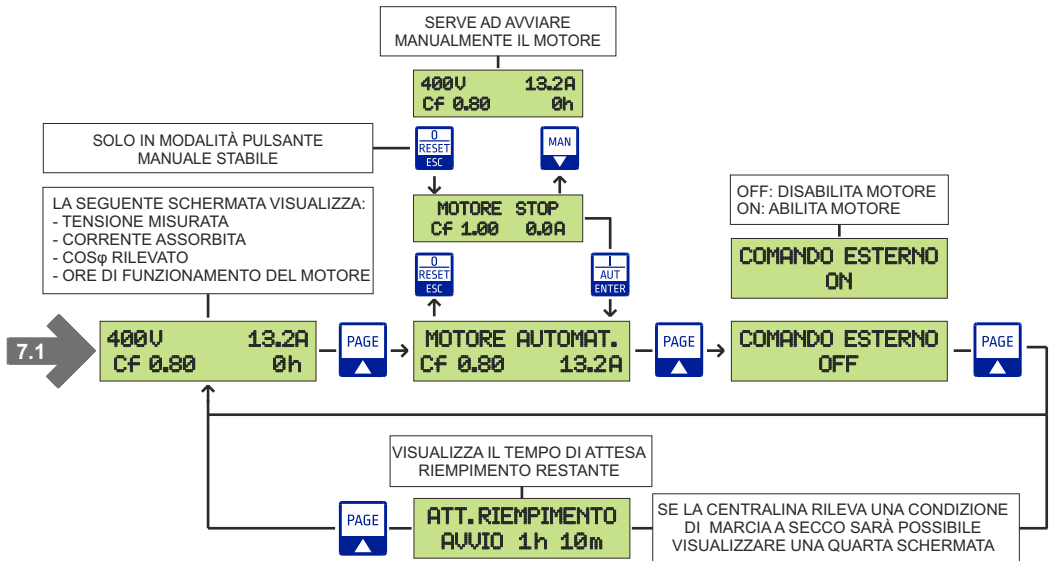 SERVE AD AVVIARE
MANUALMENTE IL MOTORE
400V 13.2A
Cf 0.80 0h
SOLO IN MODALITÀ PULSANTE
MANUALE STABILE
0
RESET
ESC
MAN
LA SEGUENTE SCHERMATA VISUALIZZA:
- TENSIONE MISURATA
- CORRENTE ASSORBITA
- COSφ RILEVATO
- ORE DI FUNZIONAMENTO DEL MOTORE
MOTORE STOP
Cf 1.00 0.0A
OFF: DISABILITA MOTORE
ON: ABILITA MOTORE
0
RESET
ESC
I
AUT
ENTER
COMANDO ESTERNO
ON
7.1
400V 13.2A
Cf 0.80 0h
PAGE
MOTORE AUTOMAT.
Cf 0.80 13.2A
PAGE
COMANDO ESTERNO
OFF
PAGE
VISUALIZZA IL TEMPO DI ATTESA
RIEMPIMENTO RESTANTE
PAGE
ATT.RIEMPIMENTO
AVVIO 1h 10m
SE LA CENTRALINA RILEVA UNA CONDIZIONE
DI MARCIA A SECCO SARÀ POSSIBILE
VISUALIZZARE UNA QUARTA SCHERMATA